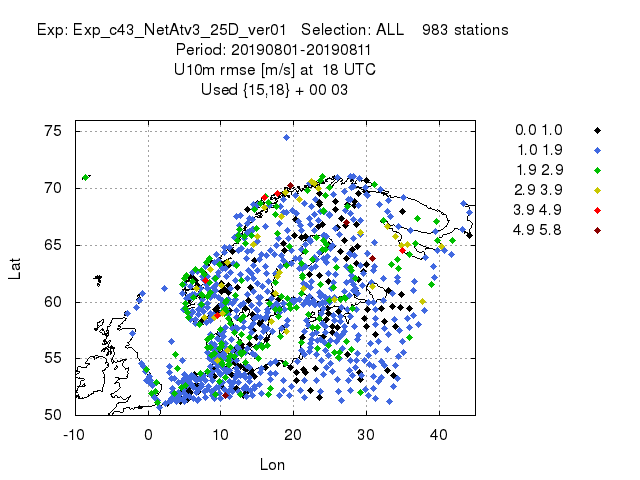 Exp: Exp_c43_NetAtv3_25D_ver01 Selection: ALL 983 stations
Period: 20190801-20190811
U10m rmse [m/s] at 18 UTC
Used {15,18} + 00 03
0.0 1.0
1.0 1.9
1.9 2.9
2.9 3.9
3.9 4.9
4.9 5.8
75
70
65
60
55
50
Lat
-10 0 10 20 30 40
Lon